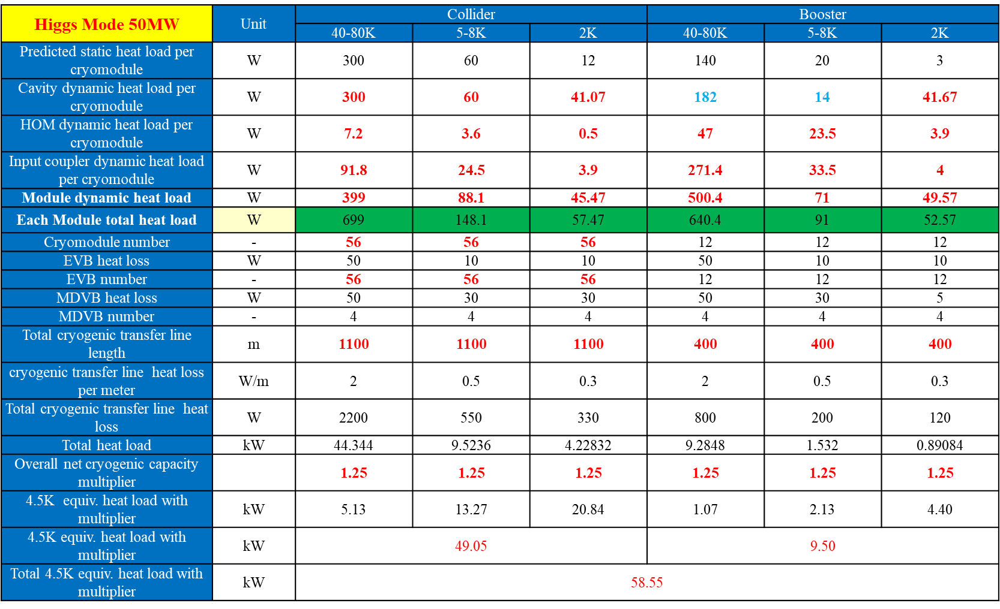 Higgs Mode 50MW Unit Collider Booster
40-80K 5-8K 2K 40-80K 5-8K 2K
Predicted static heat load per
cryomodule W 300 60 12 140 20 3
Cavity dynamic heat load per
cryomodule W 300 60 41.07 182 14 41.67
HOM dynamic heat load per
cryomodule W 7.2 3.6 0.5 47 23.5 3.9
Input coupler dynamic heat load
per cryomodule W 91.8 24.5 3.9 271.4 33.5 4
Module dynamic heat load W 399 88.1 45.47 500.4 71 49.57
Each Module total heat load W 699 148.1 57.47 640.4 91 52.57
Cryomodule number - 56 56 56 12 12 12
EVB heat loss W 50 10 10 50 10 10
EVB number - 56 56 56 12 12 12
MDVB heat loss W 50 30 30 50 30 5
MDVB number - 4 4 4 4 4 4
Total cryogenic transfer line
length m 1100 1100 1100 400 400 400
cryogenic transfer line heat loss
per meter W/m 2 0.5 0.3 2 0.5 0.3
Total cryogenic transfer line heat
loss W 2200 550 330 800 200 120
Total heat load kW 44.344 9.5236 4.22832 9.2848 1.532 0.89084
Overall net cryogenic capacity
multiplier 1.25 1.25 1.25 1.25 1.25 1.25
4.5K equiv. heat load with
multiplier kW 5.13 13.27 20.84 1.07 2.13 4.40
4.5K equiv. heat load with
multiplier kW 49.05 9.50
Total 4.5K equiv. heat load with
multiplier kW 58.55